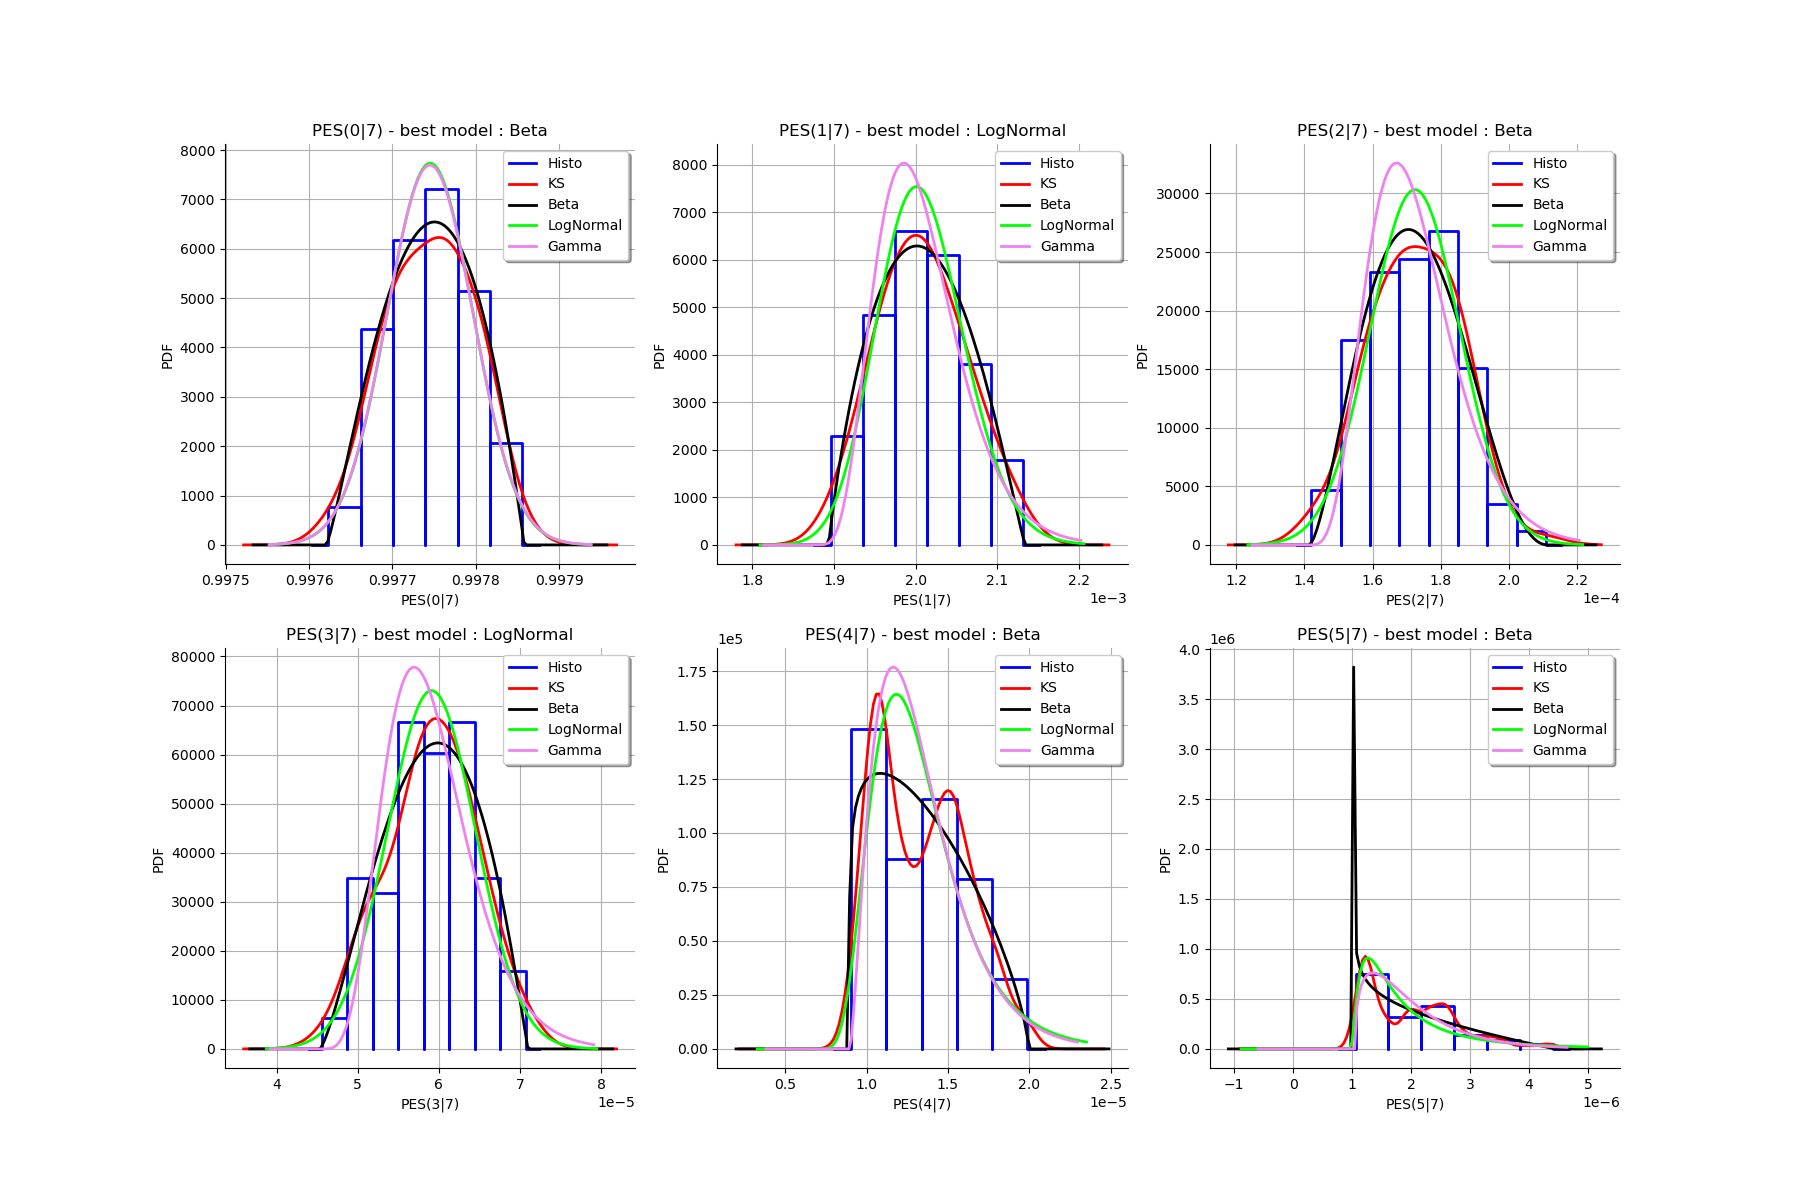 PES(0|7) - best model : Beta
8000
7000
6000
5000
4000
3000
2000
1000
0
PDF
Histo
KS
Beta
LogNormal
Gamma
0.9975 0.9976 0.9977 0.9978 0.9979
PES(0|7)
PES(1|7) - best model : LogNormal
8000
7000
6000
5000
4000
3000
2000
1000
0
PDF
Histo
KS
Beta
LogNormal
Gamma
1.8 1.9 2.0 2.1 2.2
PES(1|7) 1e−3
PES(2|7) - best model : Beta
30000
25000
20000
15000
10000
5000
0
PDF
Histo
KS
Beta
LogNormal
Gamma
1.2 1.4 1.6 1.8 2.0 2.2
PES(2|7) 1e−4
PES(3|7) - best model : LogNormal
80000
70000
60000
50000
40000
30000
20000
10000
0
PDF
Histo
KS
Beta
LogNormal
Gamma
4 5 6 7 8
PES(3|7) 1e−5
PES(4|7) - best model : Beta
1e5
1.75
1.50
1.25
1.00
0.75
0.50
0.25
0.00
PDF
Histo
KS
Beta
LogNormal
Gamma
0.5 1.0 1.5 2.0 2.5
PES(4|7) 1e−5
PES(5|7) - best model : Beta
1e6
4.0
3.5
3.0
2.5
2.0
1.5
1.0
0.5
0.0
PDF
Histo
KS
Beta
LogNormal
Gamma
−1 0 1 2 3 4 5
PES(5|7) 1e−6